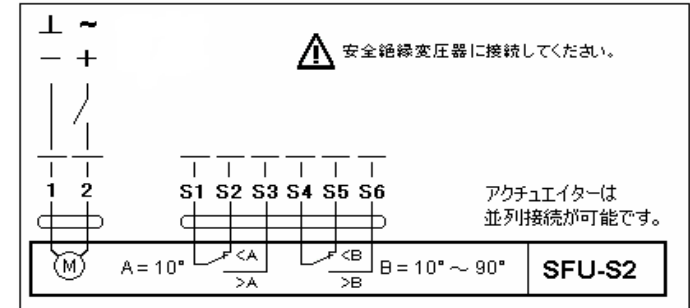 ⊥ ~
− +
安全絶縁変圧器に接続してください。
1 2
S1 S2 S3 S4 S5 S6
アクチュエイターは
並列接続が可能です。
M
A = 10°
<A
>A
<B
>B
B = 10° ～ 90°
SFU-S2